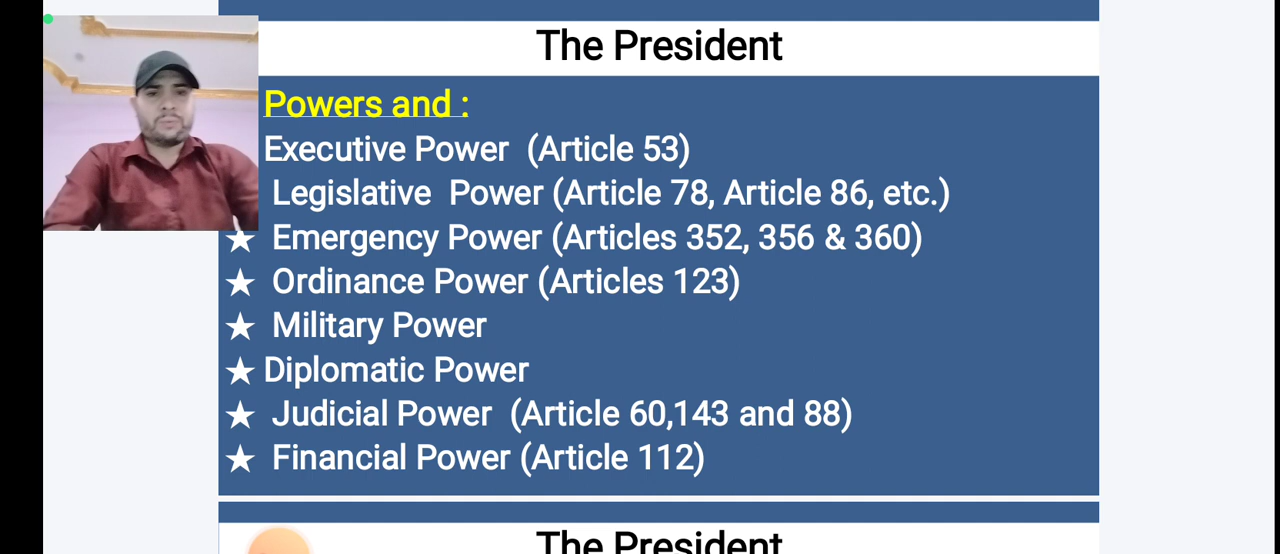 The President
Powers and :
Executive Power (Article 53)
Legislative Power (Article 78, Article 86, etc.)
★ Emergency Power (Articles 352, 356 & 360)
★ Ordinance Power (Articles 123)
★ Military Power
★ Diplomatic Power
★ Judicial Power (Article 60,143 and 88)
★ Financial Power (Article 112)
The President